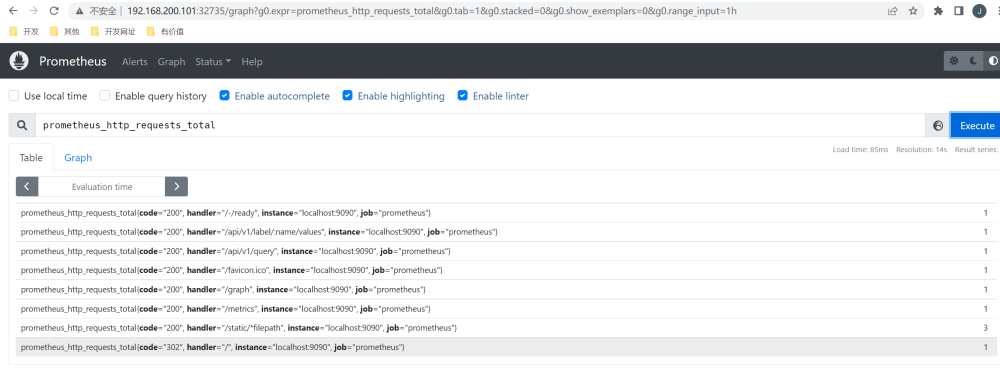 不安全 | 192.168.200.101:32735/graph?g0.expr=prometheus_http_requests_total&g0.tab=1&g0.stacked=0&g0.show_exemplars=0&g0.range_input=1h J
开发 其他 开发网址 有价值
Prometheus Alerts Graph Status Help
Use local time Enable query history Enable autocomplete Enable highlighting Enable linter
prometheus_http_requests_total Execute
Load time: 85ms Resolution: 14s Result series:
Table Graph
Evaluation time
prometheus_http_requests_total{code="200", handler="/-/ready", instance="localhost:9090", job="prometheus"} 1
prometheus_http_requests_total{code="200", handler="/api/v1/label/:name/values", instance="localhost:9090", job="prometheus"} 1
prometheus_http_requests_total{code="200", handler="/api/v1/query", instance="localhost:9090", job="prometheus"} 1
prometheus_http_requests_total{code="200", handler="/favicon.ico", instance="localhost:9090", job="prometheus"} 1
prometheus_http_requests_total{code="200", handler="/graph", instance="localhost:9090", job="prometheus"} 1
prometheus_http_requests_total{code="200", handler="/metrics", instance="localhost:9090", job="prometheus"} 1
prometheus_http_requests_total{code="200", handler="/static/*filepath", instance="localhost:9090", job="prometheus"} 3
prometheus_http_requests_total{code="302", handler="/", instance="localhost:9090", job="prometheus"} 1